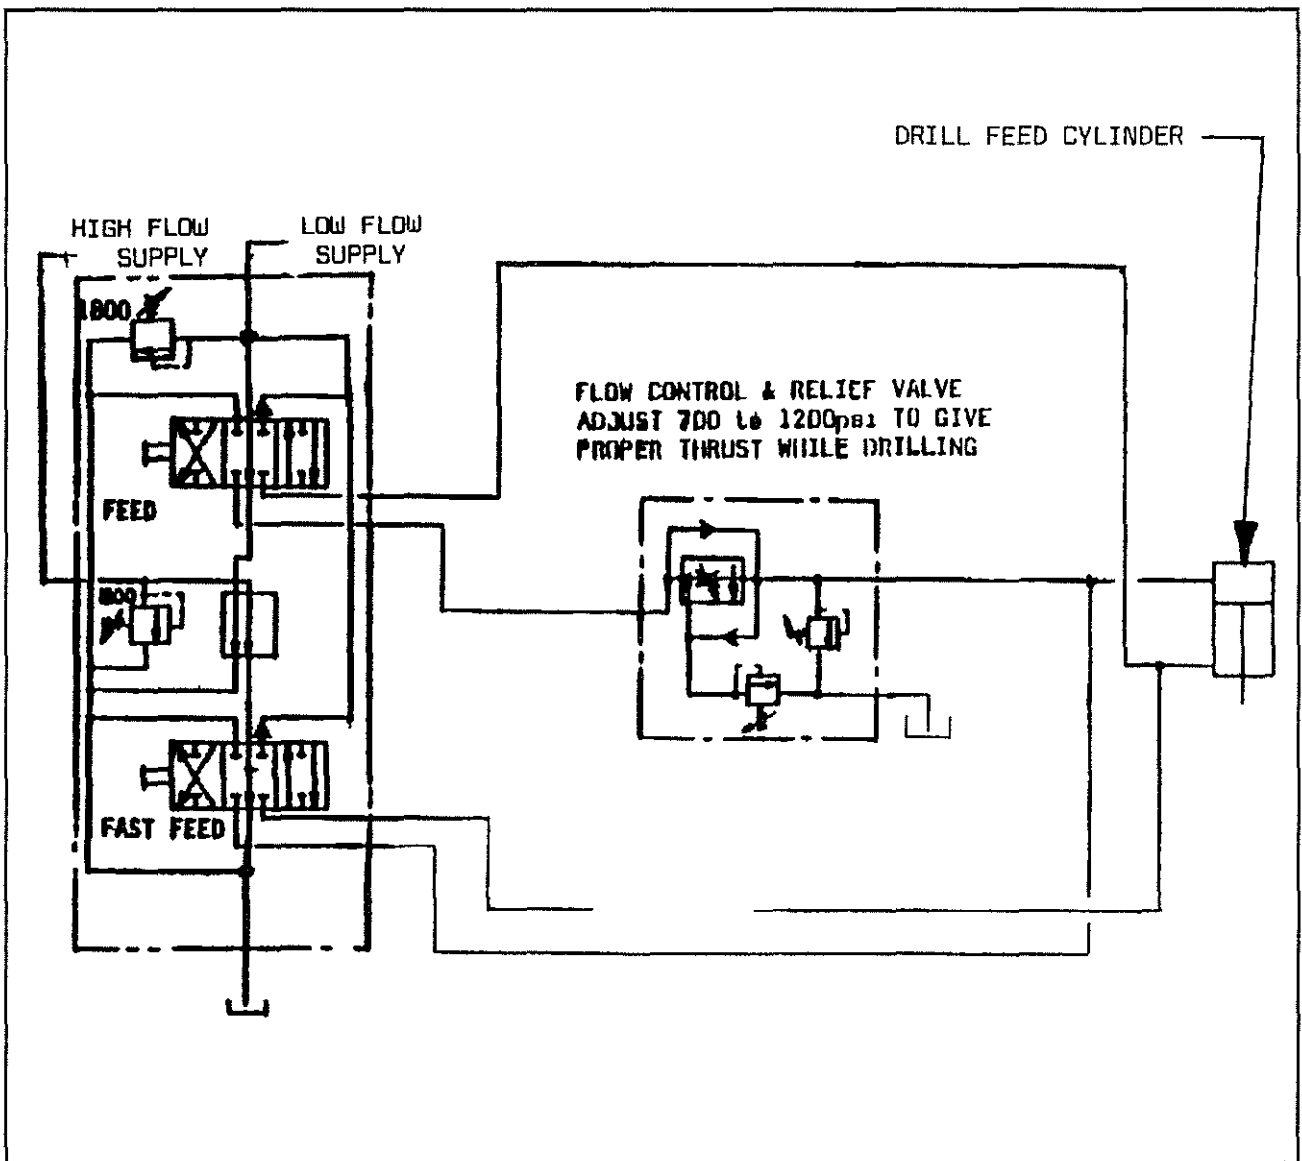 DRILL FEED CYLINDER
HIGH FLOW
SUPPLY
LOW FLOW
SUPPLY
1800
FLOW CONTROL & RELIEF VALVE
ADJUST 700 to 1200psi TO GIVE
PROPER THRUST WHILE DRILLING
FEED
800
FAST FEED